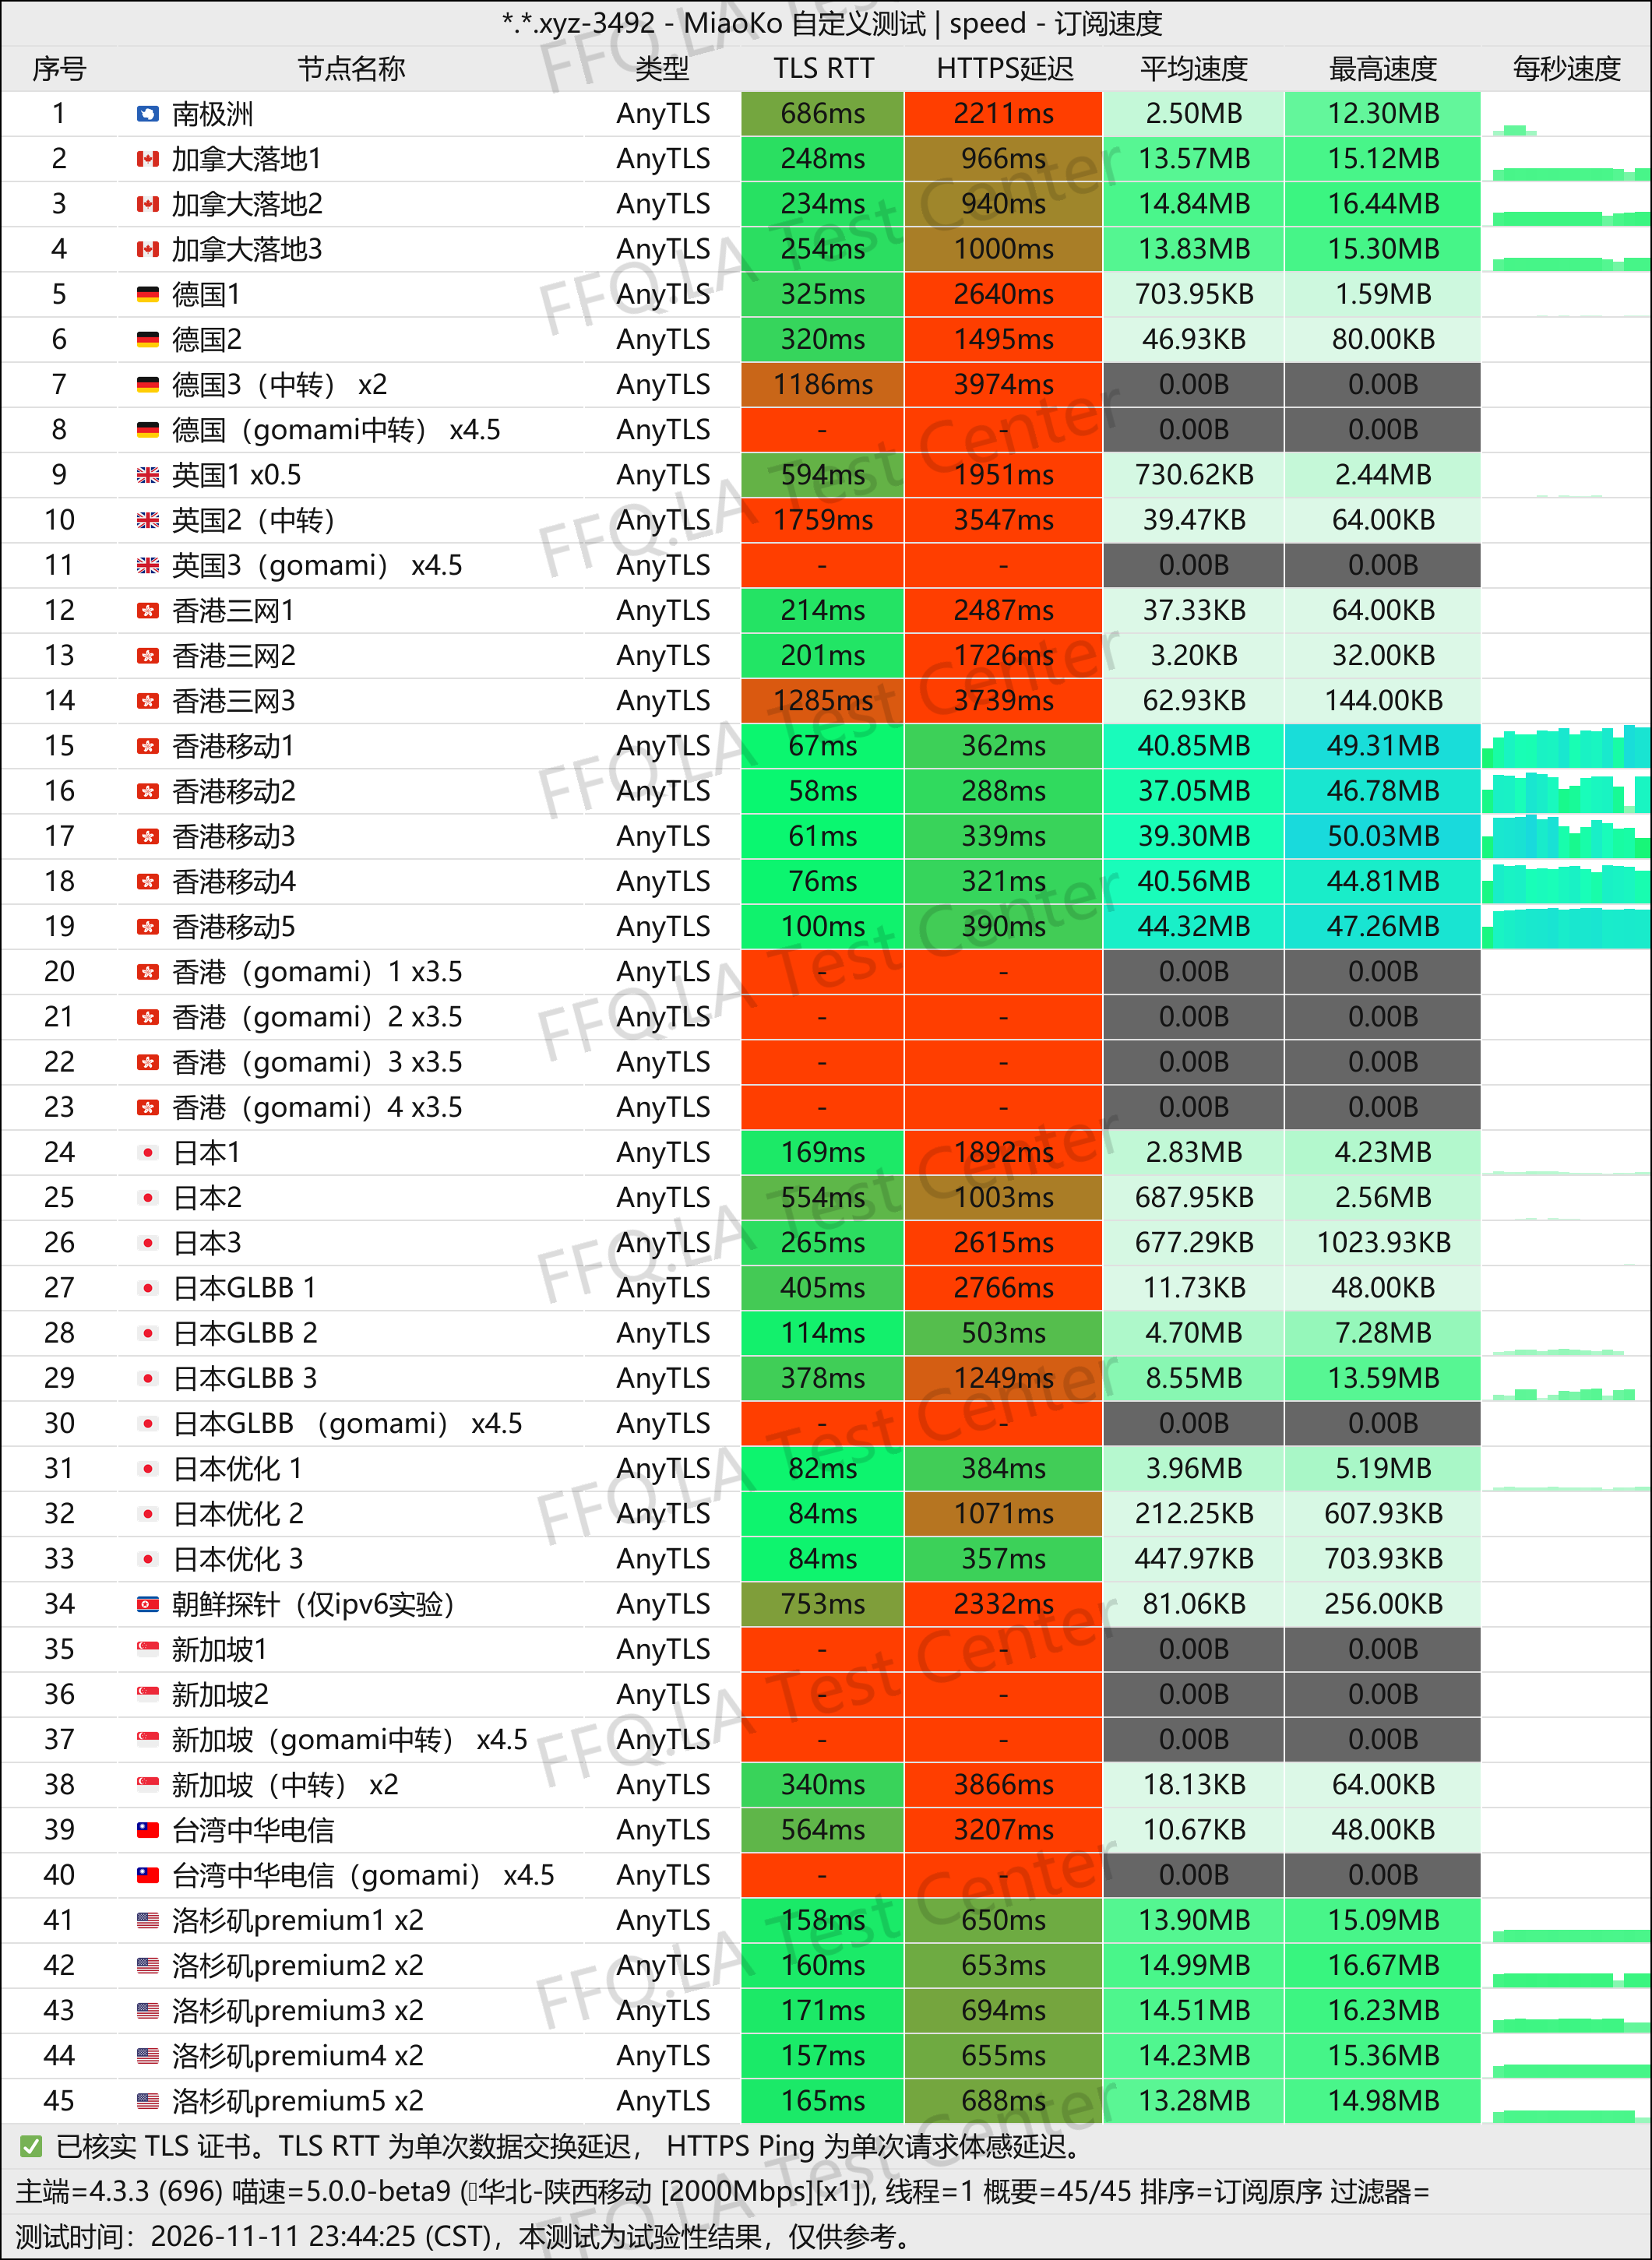 *.*.xyz-3492 - MiaoKo 自定义测试 | speed - 订阅速度
序号 节点名称 类型 TLS RTT HTTPS延迟 平均速度 最高速度 每秒速度
1 南极洲 AnyTLS 686ms 2211ms 2.50MB 12.30MB
2 加拿大落地1 AnyTLS 248ms 966ms 13.57MB 15.12MB
3 加拿大落地2 AnyTLS 234ms 940ms 14.84MB 16.44MB
4 加拿大落地3 AnyTLS 254ms 1000ms 13.83MB 15.30MB
5 德国1 AnyTLS 325ms 2640ms 703.95KB 1.59MB
6 德国2 AnyTLS 320ms 1495ms 46.93KB 80.00KB
7 德国3（中转） x2 AnyTLS 1186ms 3974ms 0.00B 0.00B
8 德国（gomami中转） x4.5 AnyTLS - - 0.00B 0.00B
9 英国1 x0.5 AnyTLS 594ms 1951ms 730.62KB 2.44MB
10 英国2（中转） AnyTLS 1759ms 3547ms 39.47KB 64.00KB
11 英国3（gomami） x4.5 AnyTLS - - 0.00B 0.00B
12 香港三网1 AnyTLS 214ms 2487ms 37.33KB 64.00KB
13 香港三网2 AnyTLS 201ms 1726ms 3.20KB 32.00KB
14 香港三网3 AnyTLS 1285ms 3739ms 62.93KB 144.00KB
15 香港移动1 AnyTLS 67ms 362ms 40.85MB 49.31MB
16 香港移动2 AnyTLS 58ms 288ms 37.05MB 46.78MB
17 香港移动3 AnyTLS 61ms 339ms 39.30MB 50.03MB
18 香港移动4 AnyTLS 76ms 321ms 40.56MB 44.81MB
19 香港移动5 AnyTLS 100ms 390ms 44.32MB 47.26MB
20 香港（gomami）1 x3.5 AnyTLS - - 0.00B 0.00B
21 香港（gomami）2 x3.5 AnyTLS - - 0.00B 0.00B
22 香港（gomami）3 x3.5 AnyTLS - - 0.00B 0.00B
23 香港（gomami）4 x3.5 AnyTLS - - 0.00B 0.00B
24 日本1 AnyTLS 169ms 1892ms 2.83MB 4.23MB
25 日本2 AnyTLS 554ms 1003ms 687.95KB 2.56MB
26 日本3 AnyTLS 265ms 2615ms 677.29KB 1023.93KB
27 日本GLBB 1 AnyTLS 405ms 2766ms 11.73KB 48.00KB
28 日本GLBB 2 AnyTLS 114ms 503ms 4.70MB 7.28MB
29 日本GLBB 3 AnyTLS 378ms 1249ms 8.55MB 13.59MB
30 日本GLBB （gomami） x4.5 AnyTLS - - 0.00B 0.00B
31 日本优化 1 AnyTLS 82ms 384ms 3.96MB 5.19MB
32 日本优化 2 AnyTLS 84ms 1071ms 212.25KB 607.93KB
33 日本优化 3 AnyTLS 84ms 357ms 447.97KB 703.93KB
34 朝鲜探针（仅ipv6实验） AnyTLS 753ms 2332ms 81.06KB 256.00KB
35 新加坡1 AnyTLS - - 0.00B 0.00B
36 新加坡2 AnyTLS - - 0.00B 0.00B
37 新加坡（gomami中转） x4.5 AnyTLS - - 0.00B 0.00B
38 新加坡（中转） x2 AnyTLS 340ms 3866ms 18.13KB 64.00KB
39 台湾中华电信 AnyTLS 564ms 3207ms 10.67KB 48.00KB
40 台湾中华电信（gomami） x4.5 AnyTLS - - 0.00B 0.00B
41 洛杉矶premium1 x2 AnyTLS 158ms 650ms 13.90MB 15.09MB
42 洛杉矶premium2 x2 AnyTLS 160ms 653ms 14.99MB 16.67MB
43 洛杉矶premium3 x2 AnyTLS 171ms 694ms 14.51MB 16.23MB
44 洛杉矶premium4 x2 AnyTLS 157ms 655ms 14.23MB 15.36MB
45 洛杉矶premium5 x2 AnyTLS 165ms 688ms 13.28MB 14.98MB
✅ 已核实 TLS 证书。TLS RTT 为单次数据交换延迟， HTTPS Ping 为单次请求体感延迟。
主端=4.3.3 (696) 喵速=5.0.0-beta9 (华北-陕西移动 [2000Mbps][x1]), 线程=1 概要=45/45 排序=订阅原序 过滤器=
测试时间：2026-11-11 23:44:25 (CST)，本测试为试验性结果，仅供参考。
FFQ.LA Test Center